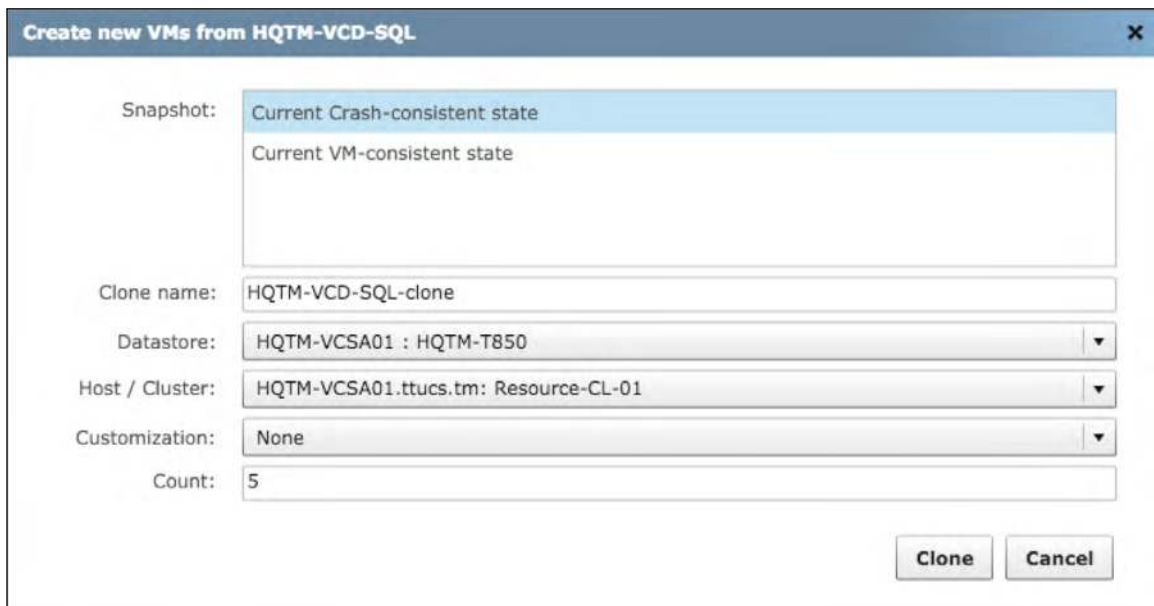 Create new VMs from HQTM-VCD-SQL
Snapshot:
Current Crash-consistent state
Current VM-consistent state
Clone name: HQTM-VCD-SQL-clone
Datastore: HQTM-VCSA01 : HQTM-T850
Host / Cluster: HQTM-VCSA01.ttucs.tm: Resource-CL-01
Customization: None
Count: 5
Clone Cancel